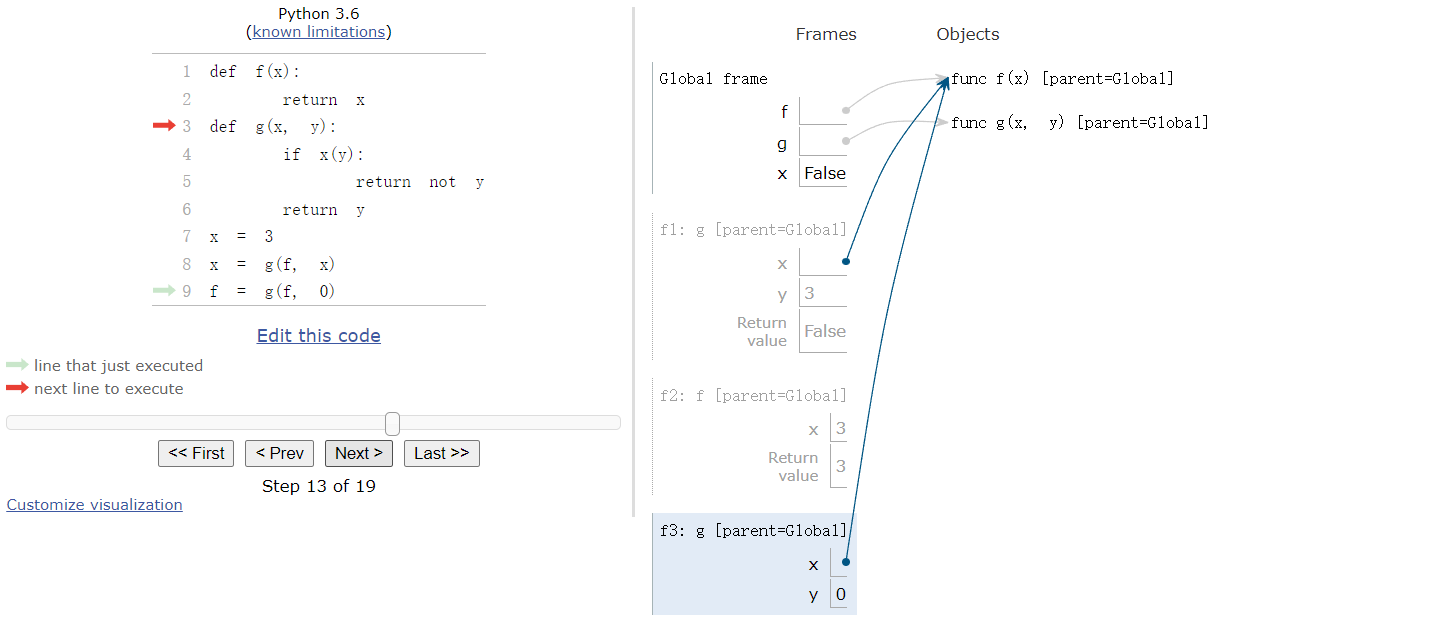 Python 3.6
(known limitations)
1 def f(x):
2 return x
3 def g(x, y):
4 if x(y):
5 return not y
6 return y
7 x = 3
8 x = g(f, x)
9 f = g(f, 0)
Edit this code
line that just executed
next line to execute
<< First
< Prev
Next >
Last >>
Step 13 of 19
Customize visualization
Frames
Objects
Global frame
f
g
x False
func f(x) [parent=Global]
func g(x, y) [parent=Global]
f1: g [parent=Global]
x
y 3
Return
value False
f2: f [parent=Global]
x 3
Return
value 3
f3: g [parent=Global]
x
y 0